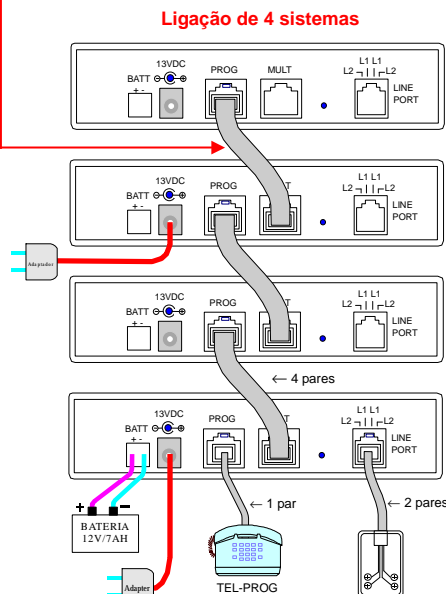 Ligação de 4 sistemas
13VDC
BATT
+ -
PROG
MULT
L1 L1
L2 L2
LINE
PORT
13VDC
BATT
+ -
PROG
T
L1 L1
L2 L2
LINE
PORT
Adaptador
13VDC
BATT
+ -
PROG
T
L1 L1
L2 L2
LINE
PORT
← 4 pares
13VDC
BATT
+ -
PROG
T
L1 L1
L2 L2
LINE
PORT
+ -
BATERIA
12V/7AH
← 1 par
← 2 pares
Adapter
TEL-PROG